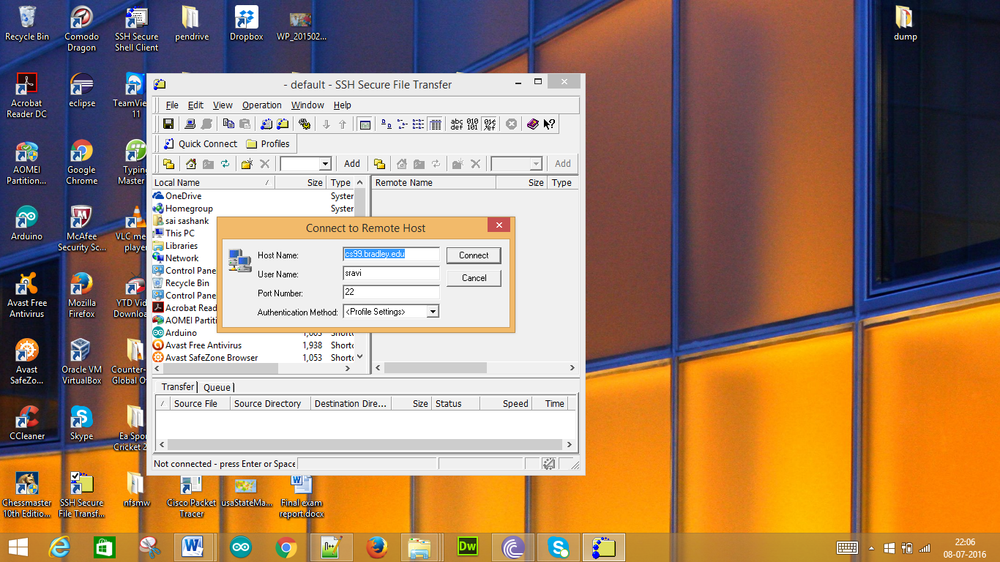 Recycle Bin
Comodo
Dragon
SSH Secure
Shell Client
pendrive
Dropbox
WP_201502...
dump
Acrobat
Reader DC
eclipse
TeamVie
11
AOMEI
Partition...
Google
Chrome
Typing
Master
Arduino
McAfee
Security Sc...
VLC me
player
Avast Free
Antivirus
Mozilla
Firefox
YTD Vid
Downloa
Avast
SafeZo...
Oracle VM
VirtualBox
Counter-
Global O
CCleaner
Skype
Ea Spor
Cricket 2
Chessmaster
10th Editio...
SSH Secure
File Transf...
nfsmw
Cisco Packet
Tracer
usaStateMa...
Final exam
report.docx
- default - SSH Secure File Transfer
File Edit View Operation Window Help
abc
def
010
101
Quick Connect Profiles
Add Add
Local Name / Size Type Remote Name Size Type
OneDrive Syster
Homegroup Syster
sai sashank
This PC
Libraries
Network
Control Pane
Recycle Bin
Control Pane
Acrobat Read
AOMEI Partiti
Arduino 1,003 Shortc
Avast Free Antivirus 1,938 Shortc
Avast SafeZone Browser 1,053 Shortc
Connect to Remote Host
Host Name: cs99.bradley.edu Connect
User Name: sravi Cancel
Port Number: 22
Authentication Method: <Profile Settings>
Transfer Queue
/ Source File Source Directory Destination Dire... Size Status Speed Time
Not connected - press Enter or Space
W
Dw
22:06
08-07-2016